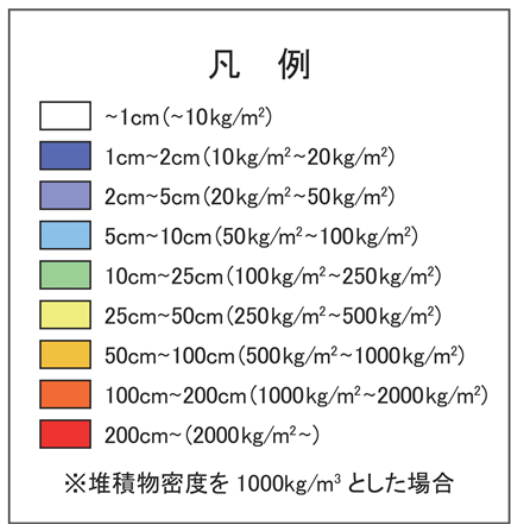 凡 例
~1cm(~10kg/m²)
1cm~2cm(10kg/m²~20kg/m²)
2cm~5cm(20kg/m²~50kg/m²)
5cm~10cm(50kg/m²~100kg/m²)
10cm~25cm(100kg/m²~250kg/m²)
25cm~50cm(250kg/m²~500kg/m²)
50cm~100cm(500kg/m²~1000kg/m²)
100cm~200cm(1000kg/m²~2000kg/m²)
200cm~(2000kg/m²~)
※堆積物密度を 1000kg/m³ とした場合